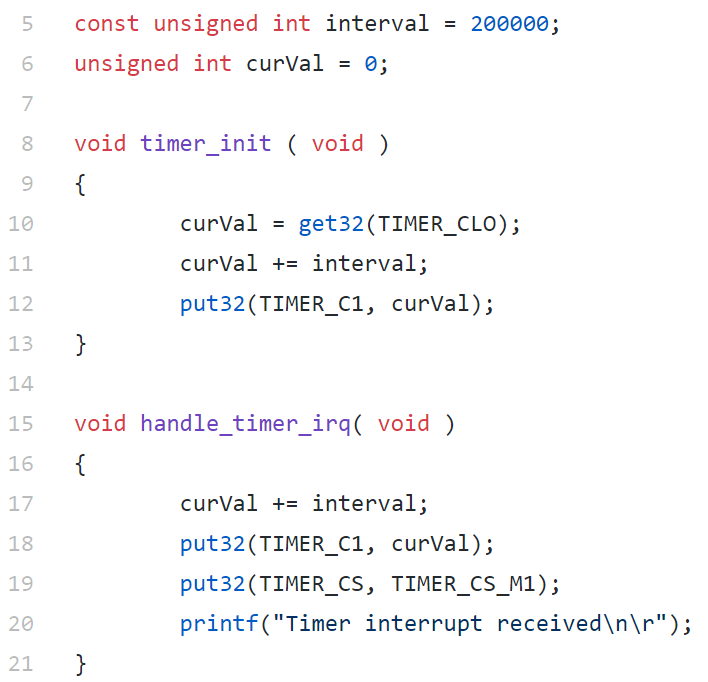 5 const unsigned int interval = 200000;
6 unsigned int curVal = 0;
7
8 void timer_init ( void )
9 {
10         curVal = get32(TIMER_CLO);
11         curVal += interval;
12         put32(TIMER_C1, curVal);
13 }
14
15 void handle_timer_irq( void )
16 {
17         curVal += interval;
18         put32(TIMER_C1, curVal);
19         put32(TIMER_CS, TIMER_CS_M1);
20         printf("Timer interrupt received\n\r");
21 }